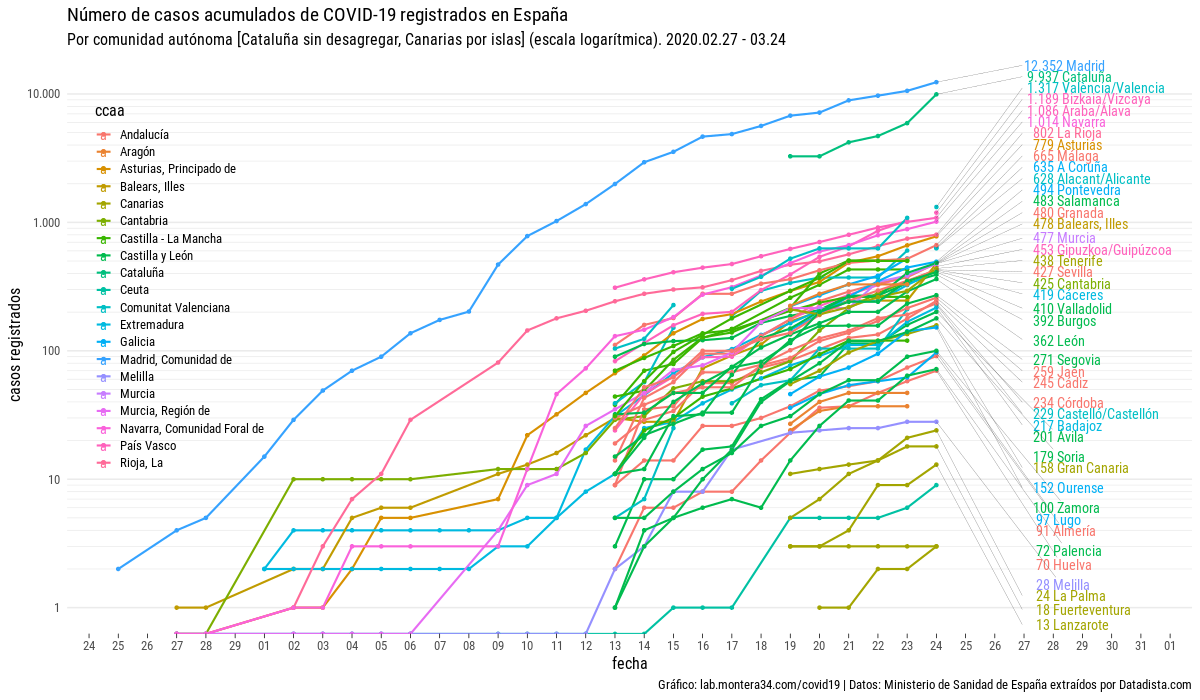 Número de casos acumulados de COVID-19 registrados en España
Por comunidad autónoma [Cataluña sin desagregar, Canarias por islas] (escala logarítmica). 2020.02.27 - 03.24
casos registrados
10.000
1.000
100
10
1
ccaa
Andalucía
Aragón
Asturias, Principado de
Balears, Illes
Canarias
Cantabria
Castilla - La Mancha
Castilla y León
Cataluña
Ceuta
Comunitat Valenciana
Extremadura
Galicia
Madrid, Comunidad de
Melilla
Murcia
Murcia, Región de
Navarra, Comunidad Foral de
País Vasco
Rioja, La
12.352 Madrid
9.937 Cataluña
1.317 València/Valencia
1.189 Bizkaia/Vizcaya
1.086 Araba/Álava
1.014 Navarra
802 La Rioja
779 Asturias
665 Málaga
635 A Coruña
628 Alacant/Alicante
494 Pontevedra
483 Salamanca
480 Granada
478 Balears, Illes
477 Murcia
453 Gipuzkoa/Guipúzcoa
438 Tenerife
427 Sevilla
425 Cantabria
419 Cáceres
410 Valladolid
392 Burgos
362 León
271 Segovia
259 Jaén
245 Cádiz
234 Córdoba
229 Castelló/Castellón
217 Badajoz
201 Ávila
179 Soria
158 Gran Canaria
152 Ourense
100 Zamora
97 Lugo
91 Almería
72 Palencia
70 Huelva
28 Melilla
24 La Palma
18 Fuerteventura
13 Lanzarote
24 25 26 27 28 29 01 02 03 04 05 06 07 08 09 10 11 12 13 14 15 16 17 18 19 20 21 22 23 24 25 26 27 28 29 30 31 01
fecha
Gráfico: lab.montera34.com/covid19 | Datos: Ministerio de Sanidad de España extraídos por Datadista.com